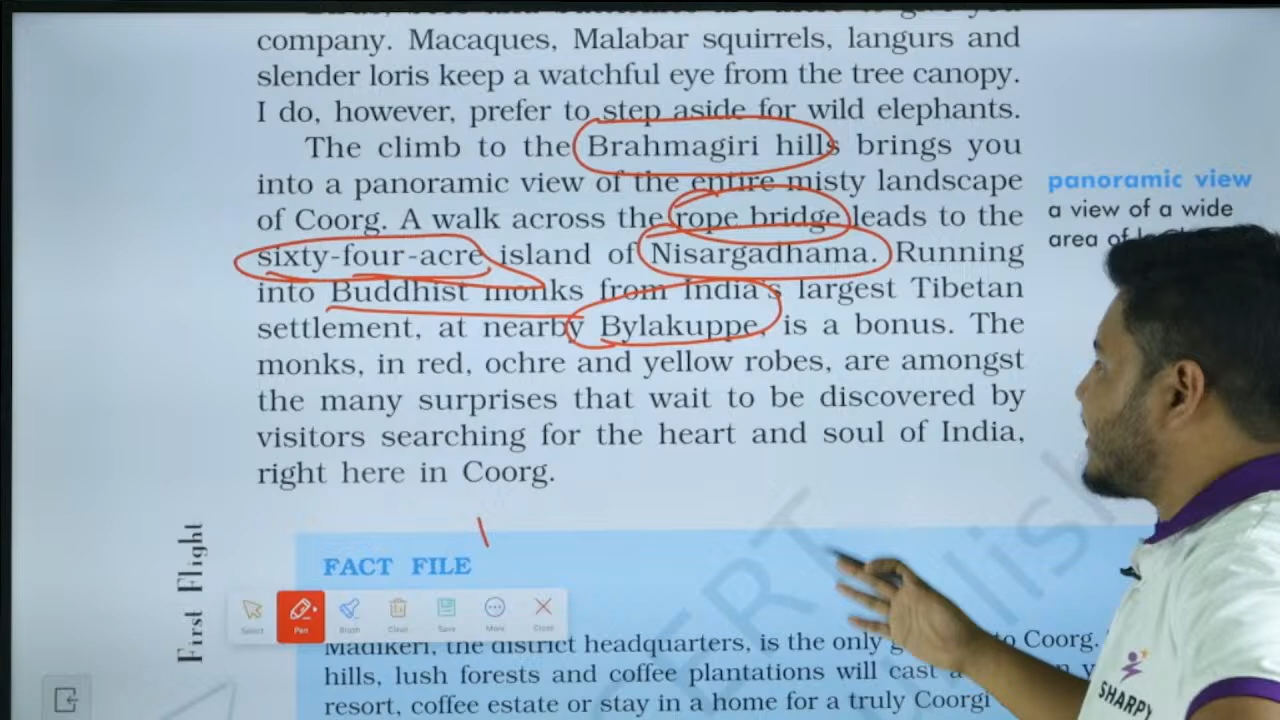 company. Macaques, Malabar squirrels, langurs and
slender loris keep a watchful eye from the tree canopy.
I do, however, prefer to step aside for wild elephants.
The climb to the Brahmagiri hills brings you
into a panoramic view of the entire misty landscape
of Coorg. A walk across the rope bridge leads to the
sixty-four-acre island of Nisargadhama. Running
into Buddhist monks from India's largest Tibetan
settlement, at nearby Bylakuppe, is a bonus. The
monks, in red, ochre and yellow robes, are amongst
the many surprises that wait to be discovered by
visitors searching for the heart and soul of India,
right here in Coorg.
panoramic view
a view of a wide
area of
First Flight
FACT FILE
Select Pen Brush Clean Save More Close
Madikeri, the district headquarters, is the only to Coorg.
hills, lush forests and coffee plantations will cast
resort, coffee estate or stay in a home for a truly Coorgi
SHARPY